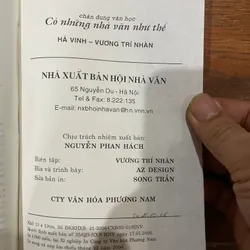 chân dung văn học
Có những nhà văn như thế
HÀ VINH – VƯƠNG TRÍ NHÀN
NHÀ XUẤT BẢN HỘI NHÀ VĂN
65 Nguyễn Du - Hà Nội
Tel & Fax: 8.222.135
E-mail: nxbhoinhavan@hn.vnn.vn
Chịu trách nhiệm xuất bản:
NGUYỄN PHAN HÁCH
Biên tập: VƯƠNG TRÍ NHÀN
Bìa và trình bày: AZ DESIGN
Sửa bản in: SONG TRẦN
CTY VĂN HÓA PHƯƠNG NAM